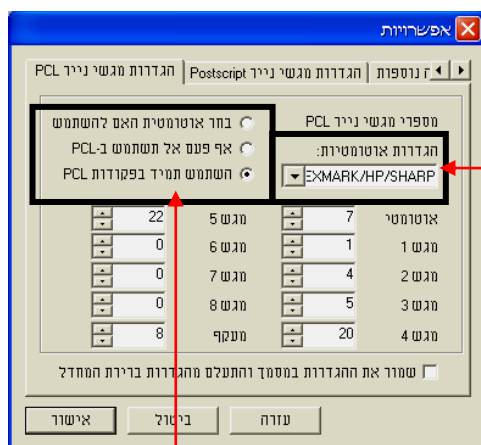 אפשרויות
ה נוספות
הגדרות מגשי נייר Postscript
הגדרות מגשי נייר PCL
מספרי מגשי נייר PCL
הגדרות אוטומטיות:
EXMARK/HP/SHARP
בחר אוטומטית האם להשתמש
אף פעם אל תשתמש ב-PCL
השתמש תמיד בפקודות PCL
אוטומטי 7 מגש 5 22
מגש 1 1 מגש 6 0
מגש 2 4 מגש 7 0
מגש 3 5 מגש 8 0
מגש 4 20 מעקף 8
שמור את ההגדרות במסמך והתעלם מהגדרות ברירת המחדל
עזרה
ביטול
אישור